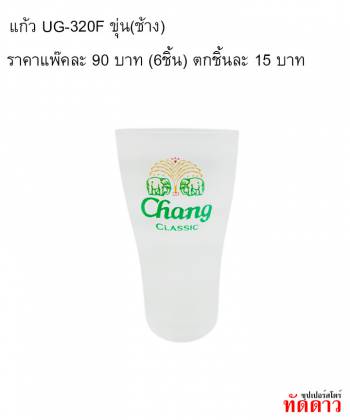 แก้ว UG-320F ขุ่น(ช้าง)
ราคาแพ๊คละ 90 บาท (6ชิ้น) ตกชิ้นละ 15 บาท
Chang
CLASSIC
ซุปเปอร์สโตร์
ทัดดาว